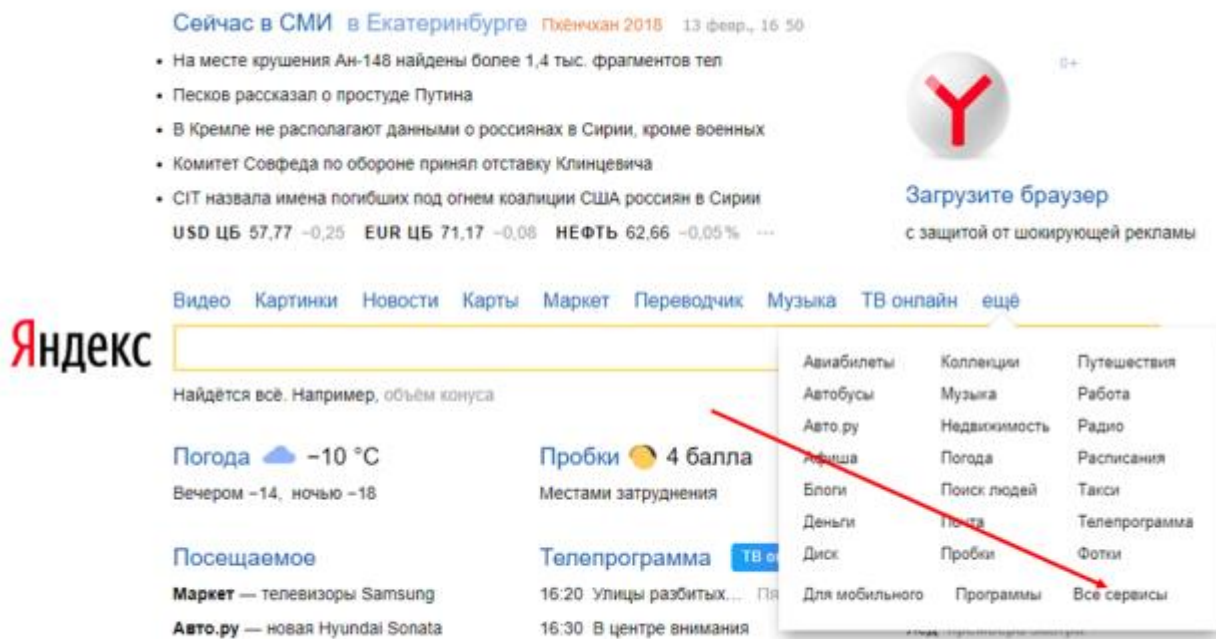 Сейчас в СМИ в Екатеринбурге Пхёнчхан 2018 13 февр., 16 50
• На месте крушения Ан-148 найдены более 1,4 тыс. фрагментов тел
• Песков рассказал о простуде Путина
• В Кремле не располагают данными о россиянах в Сирии, кроме военных
• Комитет Совфеда по обороне принял отставку Клинцевича
• CIT назвала имена погибших под огнем коалиции США россиян в Сирии
USD ЦБ 57,77 −0,25 EUR ЦБ 71,17 −0,08 НЕФТЬ 62,66 −0,05% ...
0+
Загрузите браузер
с защитой от шокирующей рекламы
Видео Картинки Новости Карты Маркет Переводчик Музыка ТВ онлайн ещё
Яндекс
Найдётся всё. Например, объём конуса
Авиабилеты Коллекции Путешествия
Автобусы Музыка Работа
Авто.ру Недвижимость Радио
Афиша Погода Расписания
Блоги Поиск людей Такси
Деньги Почта Телепрограмма
Диск Пробки Фотки
Для мобильного Программы Все сервисы
Погода −10 °C
Вечером −14, ночью −18
Пробки 4 балла
Местами затруднения
Посещаемое
Маркет — телевизоры Samsung
Авто.ру — новая Hyundai Sonata
Телепрограмма ТВ
16:20 Улицы разбитых...
16:30 В центре внимания